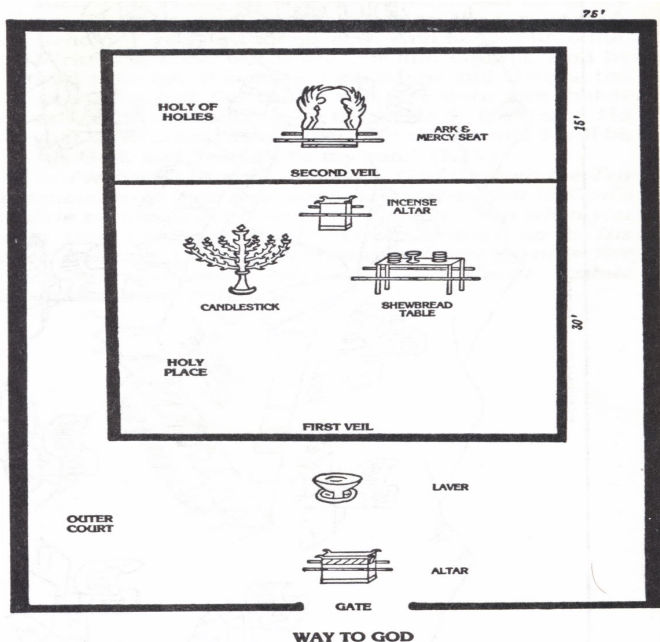 75'
HOLY OF
HOLIES
ARK &
MERCY SEAT
15'
SECOND VEIL
INCENSE
ALTAR
CANDLESTICK
SHEWBREAD
TABLE
30'
HOLY
PLACE
FIRST VEIL
LAVER
OUTER
COURT
ALTAR
GATE
WAY TO GOD